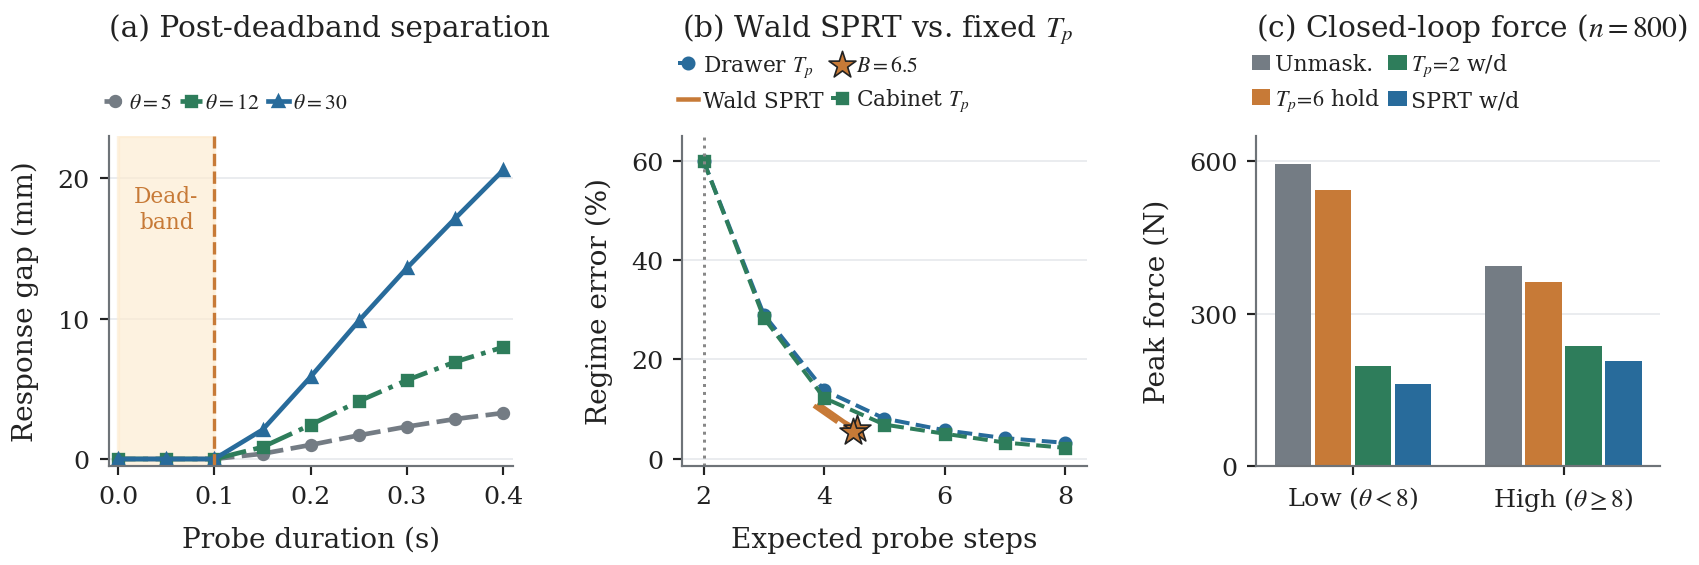 (a) Post-deadband separation
θ=5 θ=12 θ=30
Dead-
band
Response gap (mm)
20
10
0
0.0 0.1 0.2 0.3 0.4
Probe duration (s)
(b) Wald SPRT vs. fixed Tₚ
Drawer Tₚ B=6.5
Wald SPRT Cabinet Tₚ
Regime error (%)
60
40
20
0
2 4 6 8
Expected probe steps
(c) Closed-loop force (n=800)
Unmask. Tₚ=2 w/d
Tₚ=6 hold SPRT w/d
Peak force (N)
600
300
0
Low (θ<8) High (θ≥8)